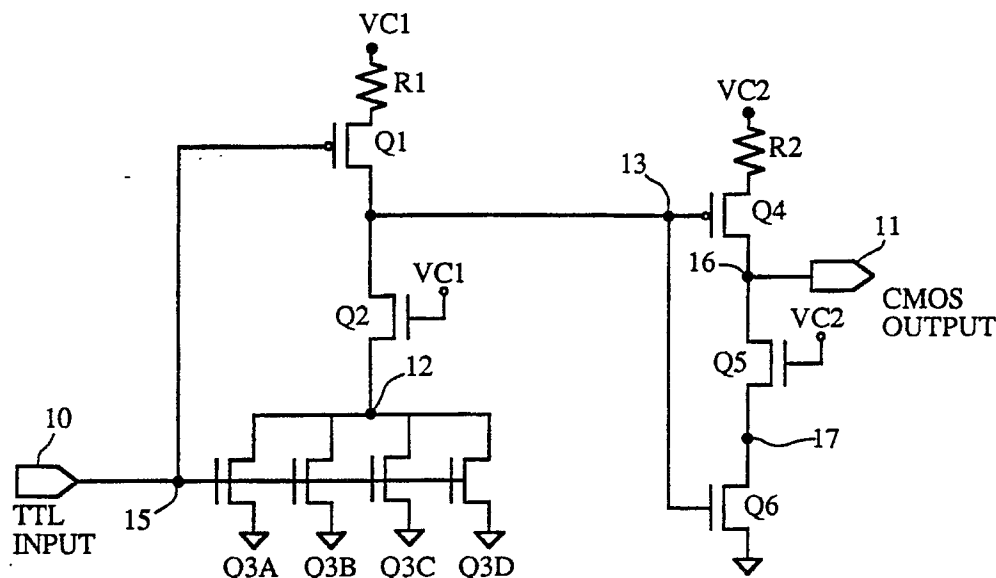 VC1
R1
Q1
VC2
R2
13
Q4
11
16
CMOS
OUTPUT
VC1
Q2
VC2
Q5
12
10
17
TTL
INPUT
15
Q6
Q3A
Q3B
Q3C
Q3D